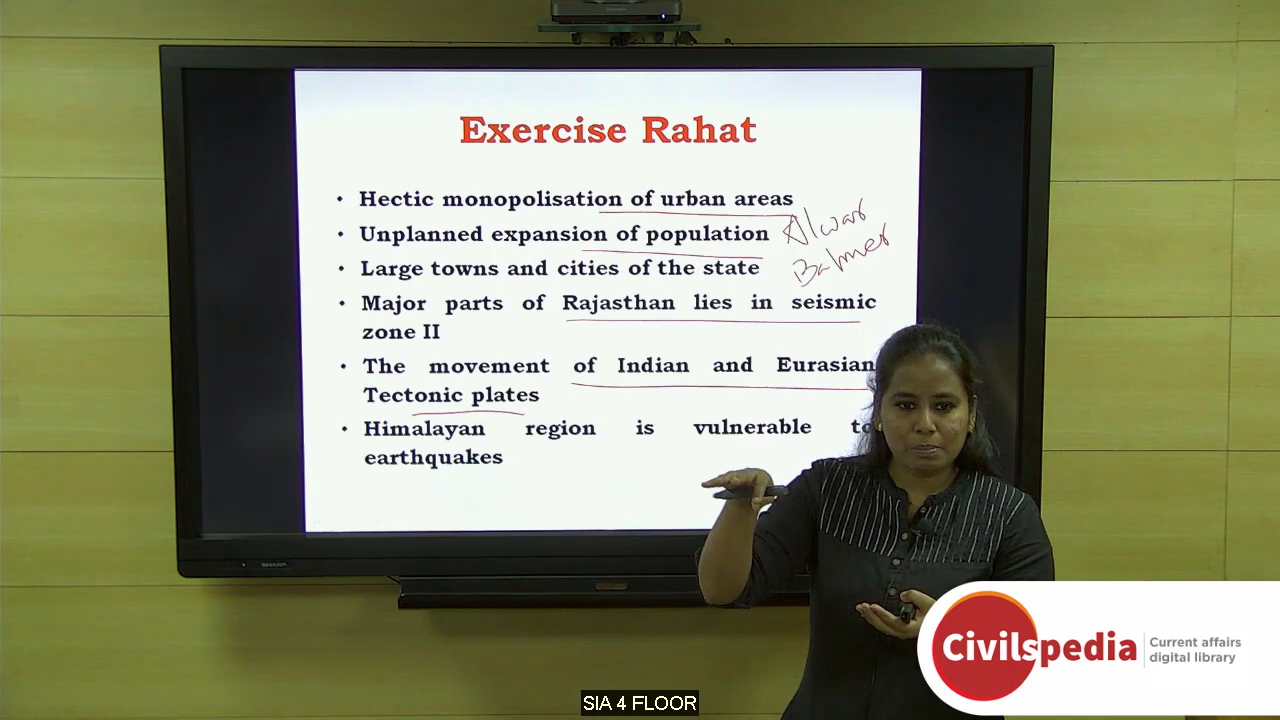 Exercise Rahat
• Hectic monopolisation of urban areas
• Unplanned expansion of population
Alwar
• Large towns and cities of the state
Balmer
• Major parts of Rajasthan lies in seismic
zone II
• The movement of Indian and Eurasian
Tectonic plates
• Himalayan region is vulnerable to
earthquakes
SHARP
Civilspedia
Current affairs
digital library
SIA 4 FLOOR